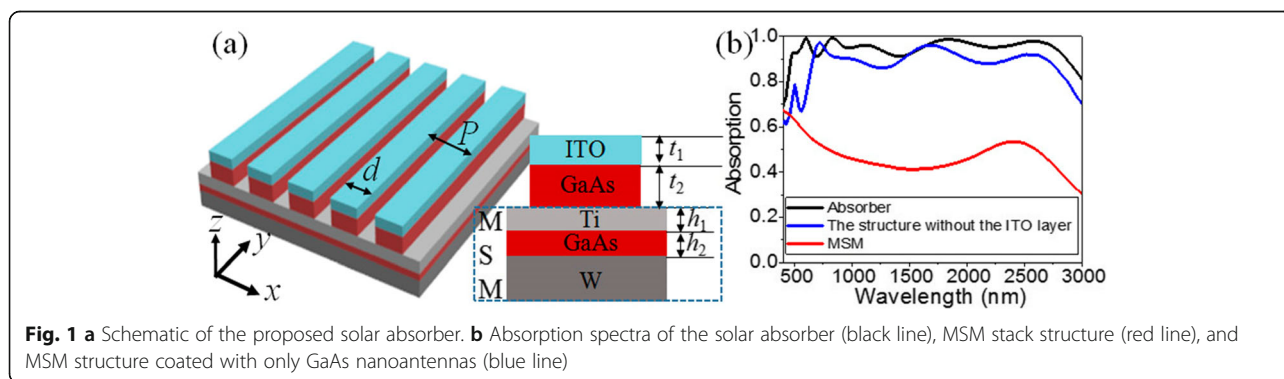 (a)
P
d
z
y
x
ITO
t1
GaAs
t2
M
Ti
h1
S
GaAs
h2
M
W
(b)
1.0
0.8
0.6
0.4
0.2
0.0
Absorption
Absorber
The structure without the ITO layer
MSM
500 1000 1500 2000 2500 3000
Wavelength (nm)
Fig. 1 a Schematic of the proposed solar absorber. b Absorption spectra of the solar absorber (black line), MSM stack structure (red line), and
MSM structure coated with only GaAs nanoantennas (blue line)